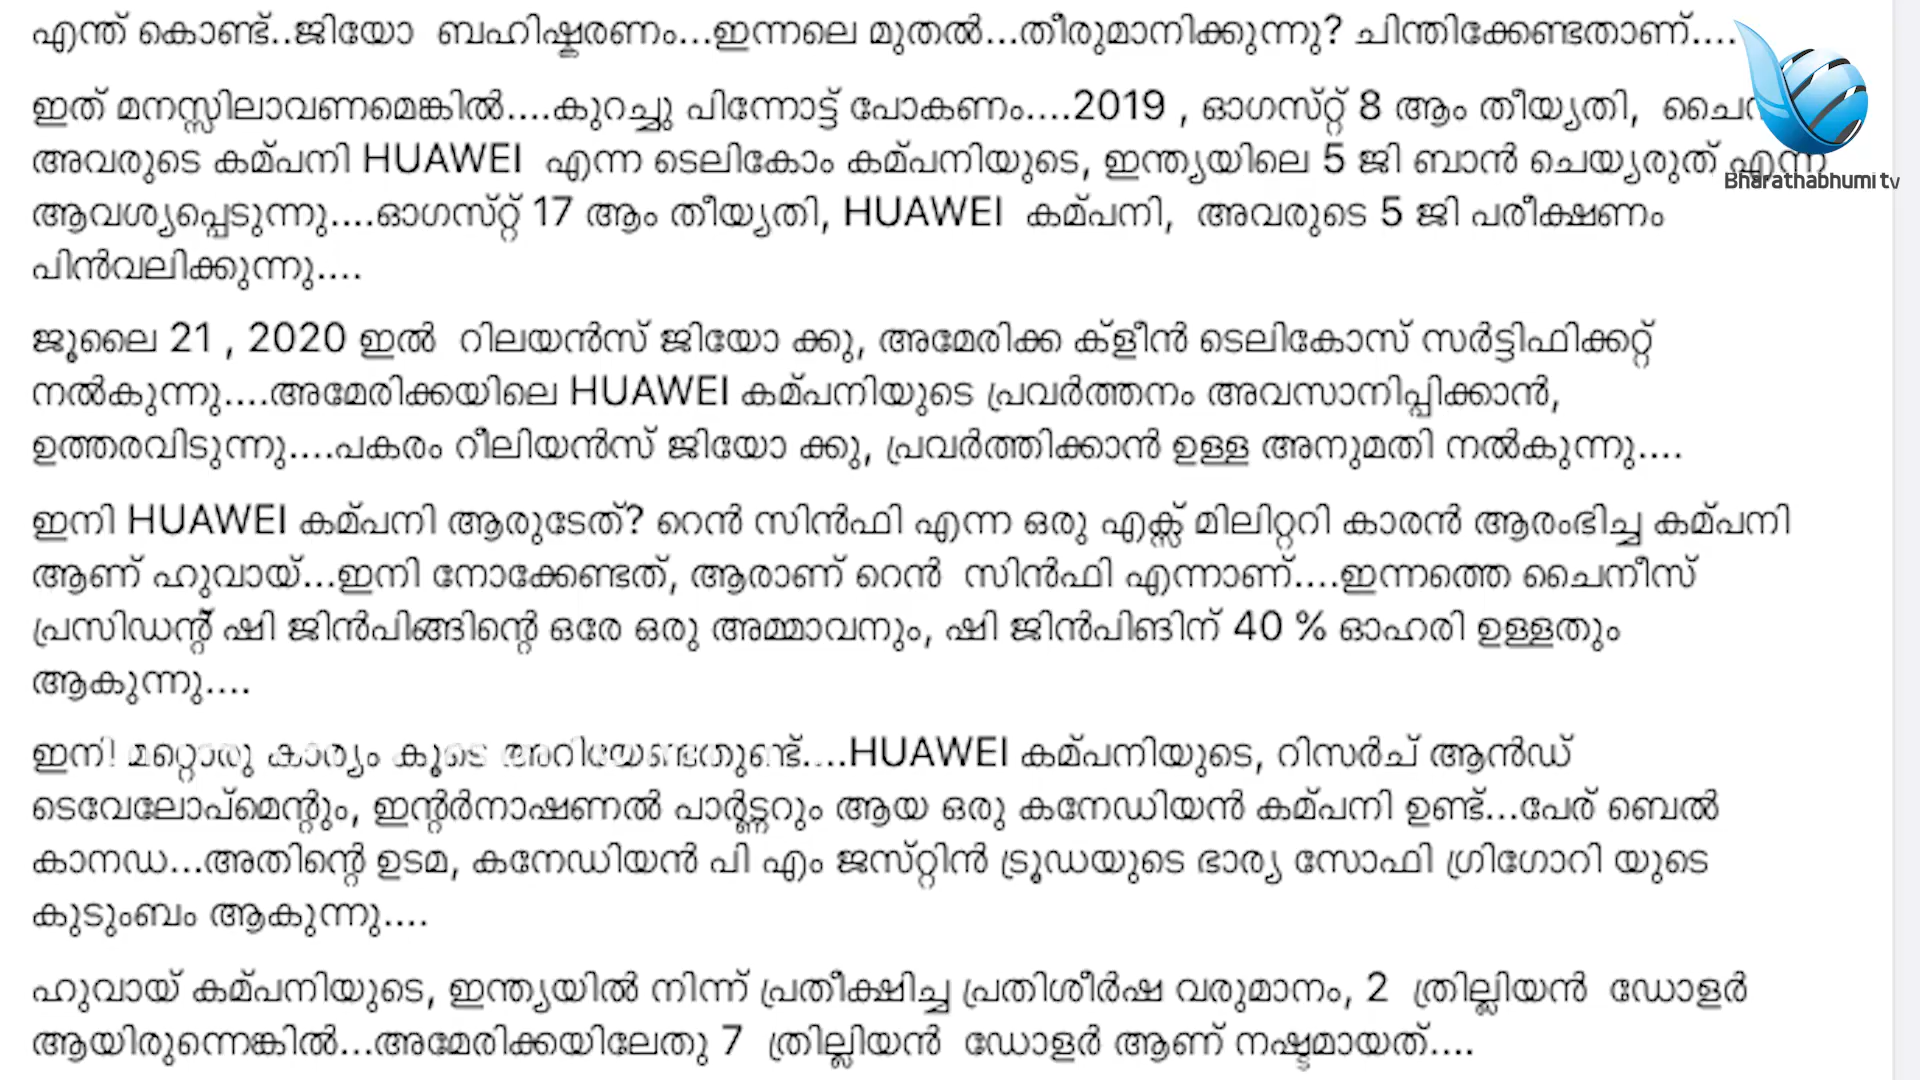 എന്ത് കൊണ്ട്..ജിയോ ബഹിഷ്കരണം...ഇന്നലെ മുതൽ...തീരുമാനിക്കുന്നു? ചിന്തിക്കേണ്ടതാണ്....
ഇത് മനസ്സിലാവണമെങ്കിൽ....കുറച്ചു പിന്നോട്ട് പോകണം....2019 , ഓഗസ്റ്റ് 8 ആം തീയ്യതി,
അവരുടെ കമ്പനി HUAWEI എന്ന ടെലികോം കമ്പനിയുടെ, ഇന്ത്യയിലെ 5 ജി ബാൻ ചെയ്യരുത് എന്ന
Bharathabhumi tv
ആവശ്യപ്പെടുന്നു....ഓഗസ്റ്റ് 17 ആം തീയ്യതി, HUAWEI കമ്പനി, അവരുടെ 5 ജി പരീക്ഷണം
പിൻവലിക്കുന്നു....
ജൂലൈ 21 , 2020 ഇൽ റിലയൻസ് ജിയോ ക്കു, അമേരിക്ക ക്ളീൻ ടെലികോസ് സർട്ടിഫിക്കറ്റ്
നൽകുന്നു....അമേരിക്കയിലെ HUAWEI കമ്പനിയുടെ പ്രവർത്തനം അവസാനിപ്പിക്കാൻ,
ഉത്തരവിടുന്നു....പകരം റീലിയൻസ് ജിയോ ക്കു, പ്രവർത്തിക്കാൻ ഉള്ള അനുമതി നൽകുന്നു....
ഇനി HUAWEI കമ്പനി ആരുടേത്? റെൻ സിൻഫി എന്ന ഒരു എക്സ് മിലിറ്ററി കാരൻ ആരംഭിച്ച കമ്പനി
ആണ് ഹുവായ്...ഇനി നോക്കേണ്ടത്, ആരാണ് റെൻ സിൻഫി എന്നാണ്....ഇന്നത്തെ ചൈനീസ്
പ്രസിഡന്റ് ഷി ജിൻപിങ്ങിന്റെ ഒരേ ഒരു അമ്മാവനും, ഷി ജിൻപിങിന് 40 % ഓഹരി ഉള്ളതും
ആകുന്നു....
ഇനി മറ്റൊരു കാര്യം കൂടെ അറിയേണ്ടതുണ്ട്....HUAWEI കമ്പനിയുടെ, റിസർച് ആൻഡ്
ടെവേലോപ്മെന്റും, ഇന്റർനാഷണൽ പാർട്ണറും ആയ ഒരു കനേഡിയൻ കമ്പനി ഉണ്ട്...പേര് ബെൽ
കാനഡ...അതിന്റെ ഉടമ, കനേഡിയൻ പി എം ജസ്റ്റിൻ ട്രൂഡയുടെ ഭാര്യ സോഫി ഗ്രിഗോറി യുടെ
കുടുംബം ആകുന്നു....
ഹുവായ് കമ്പനിയുടെ, ഇന്ത്യയിൽ നിന്ന് പ്രതീക്ഷിച്ച പ്രതിശീർഷ വരുമാനം, 2 ത്രില്ലിയൻ ഡോളർ
ആയിരുന്നെങ്കിൽ...അമേരിക്കയിലേതു 7 ത്രില്ലിയൻ ഡോളർ ആണ് നഷ്ടമായത്....